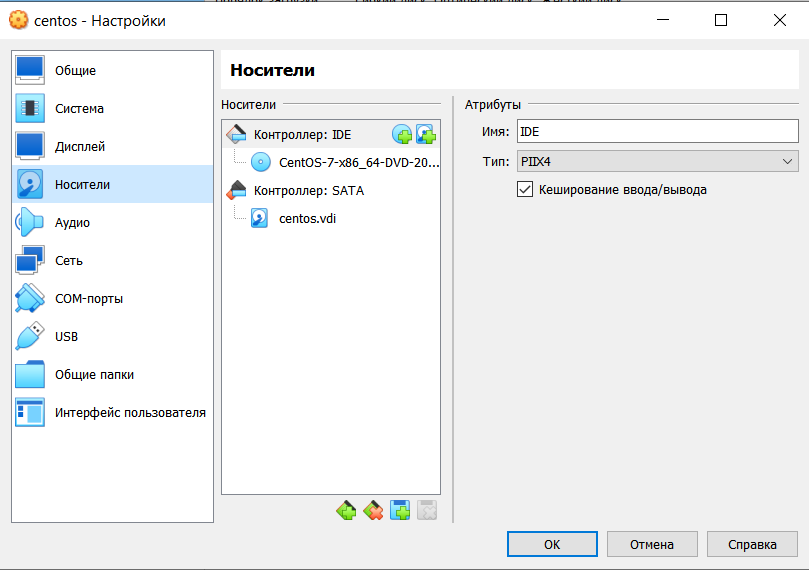 centos - Настройки
Общие
Система
Дисплей
Носители
Аудио
Сеть
COM-порты
USB
Общие папки
Интерфейс пользователя
Носители
Носители
Контроллер: IDE
CentOS-7-x86_64-DVD-20...
Контроллер: SATA
centos.vdi
Атрибуты
Имя: IDE
Тип: PIIX4
Кеширование ввода/вывода
OK
Отмена
Справка